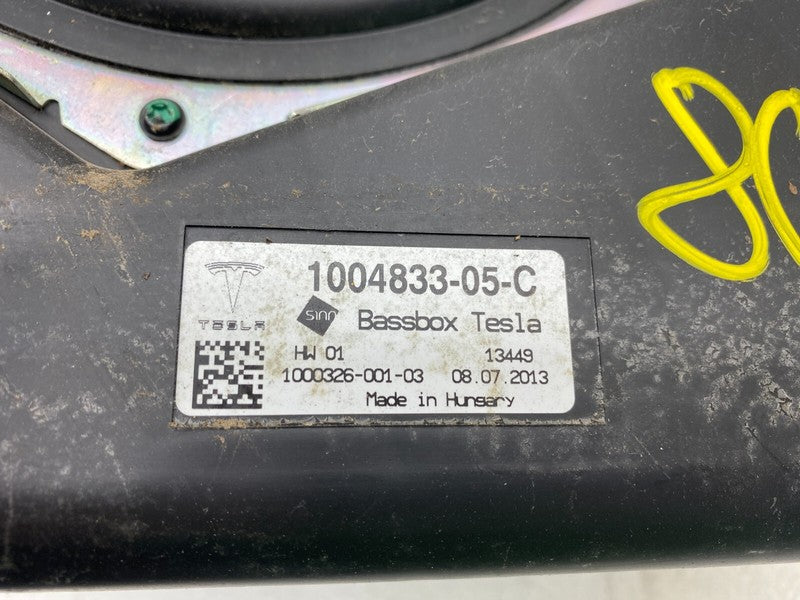 1004833-05-C
TESLA
Bassbox Tesla
HW 01 13449
1000326-001-03 08.07.2013
Made in Hungary